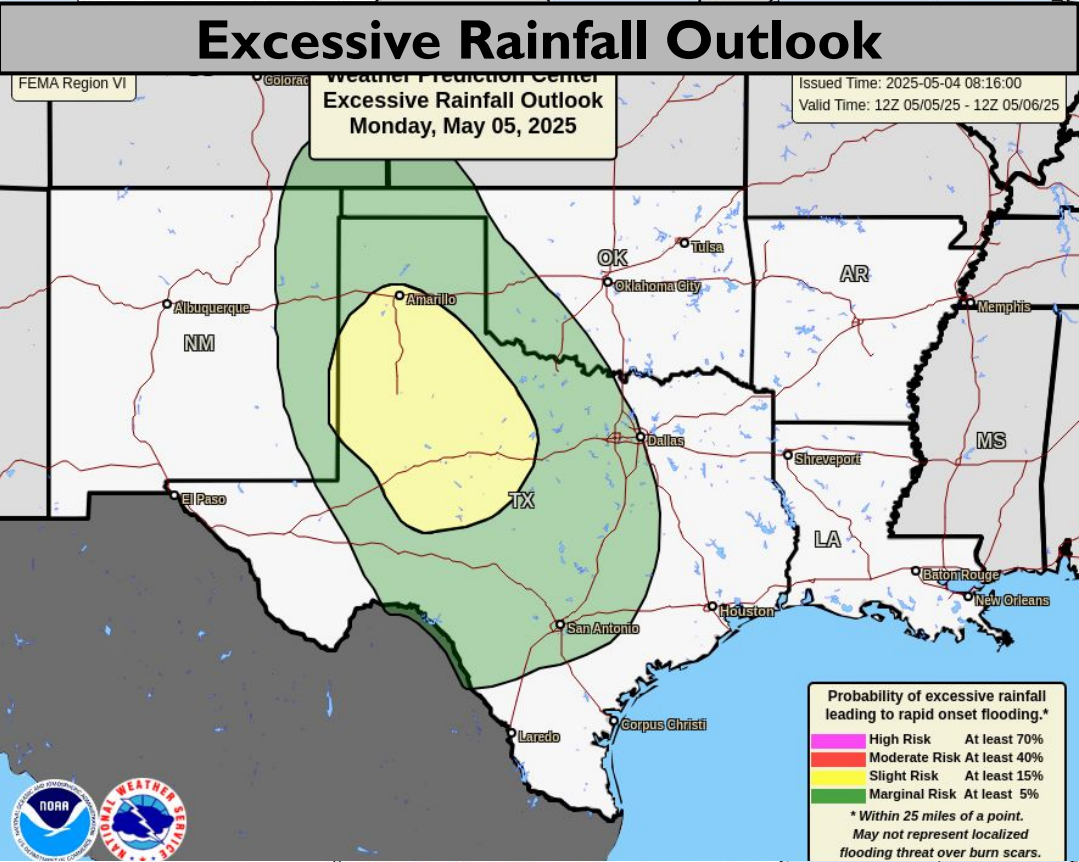 Excessive Rainfall Outlook
FEMA Region VI
Weather Prediction Center
Excessive Rainfall Outlook
Monday, May 05, 2025
Issued Time: 2025-05-04 08:16:00
Valid Time: 12Z 05/05/25 - 12Z 05/06/25
Colorad
Tulsa
OK
Oklahoma City
AR
Amarillo
Albuquerque
Memphis
NM
Dallas
MS
Shreveport
El Paso
TX
LA
Baton Rouge
New Orleans
Houston
San Antonio
Corpus Christi
Laredo
Probability of excessive rainfall
leading to rapid onset flooding.*
High Risk At least 70%
Moderate Risk At least 40%
Slight Risk At least 15%
Marginal Risk At least 5%
* Within 25 miles of a point.
May not represent localized
flooding threat over burn scars.
NOAA
NATIONAL WEATHER SERVICE